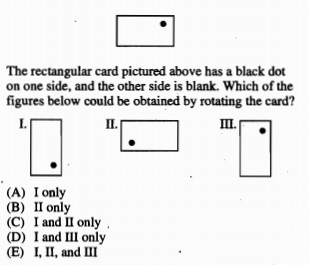 The rectangular card pictured above has a black dot
on one side, and the other side is blank. Which of the
figures below could be obtained by rotating the card?
I. II. III.
(A) I only
(B) II only
(C) I and II only
(D) I and III only
(E) I, II, and III